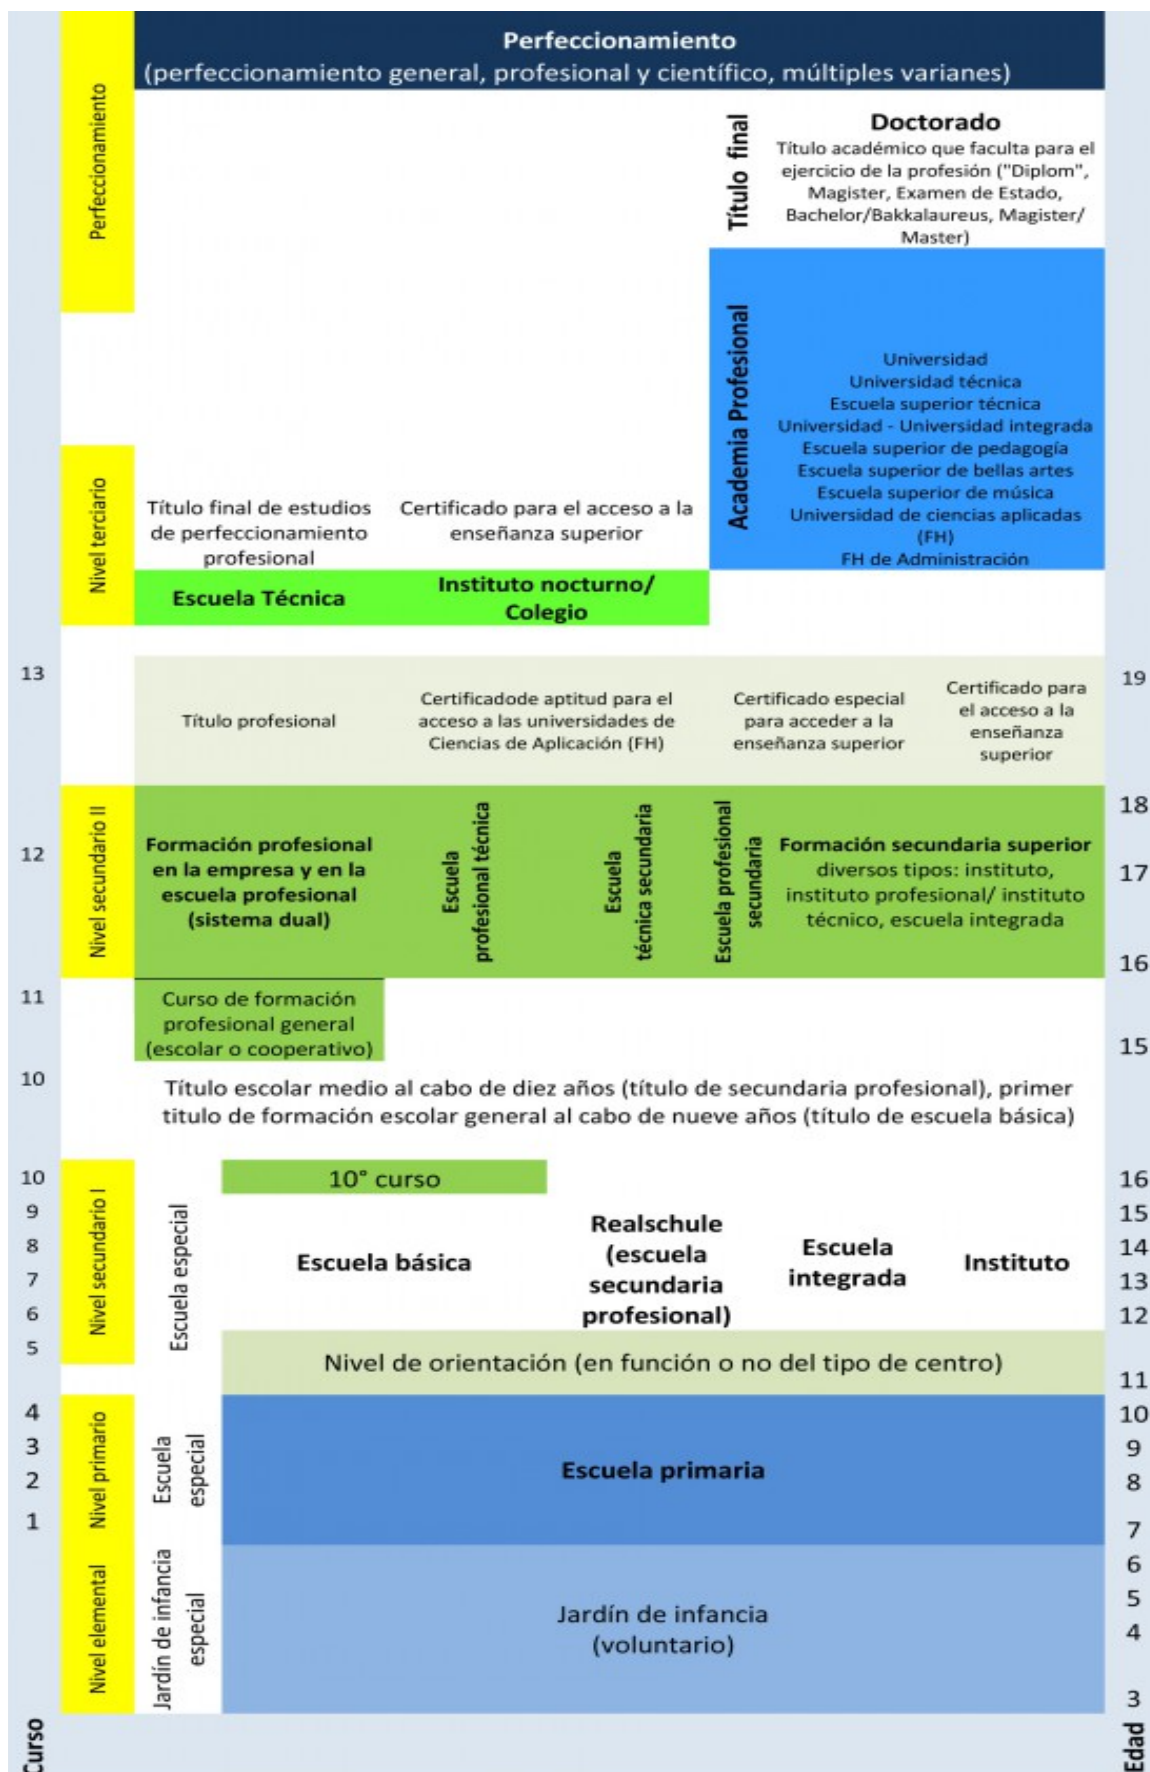 Perfeccionamiento
(perfeccionamiento general, profesional y científico, múltiples varianes)
Perfeccionamiento
Título final
Doctorado
Título académico que faculta para el
ejercicio de la profesión ("Diplom",
Magister, Examen de Estado,
Bachelor/Bakkalaureus, Magister/
Master)
Academia Profesional
Universidad
Universidad técnica
Escuela superior técnica
Universidad - Universidad integrada
Escuela superior de pedagogía
Escuela superior de bellas artes
Escuela superior de música
Universidad de ciencias aplicadas
(FH)
FH de Administración
Nivel terciario
Título final de estudios
de perfeccionamiento
profesional
Certificado para el acceso a la
enseñanza superior
Escuela Técnica
Instituto nocturno/
Colegio
13
Título profesional
Certificadode aptitud para el
acceso a las universidades de
Ciencias de Aplicación (FH)
Certificado especial
para acceder a la
enseñanza superior
Certificado para
el acceso a la
enseñanza
superior
19
Nivel secundario II
12
Formación profesional
en la empresa y en la
escuela profesional
(sistema dual)
Escuela
profesional técnica
Escuela
técnica secundaria
Escuela profesional
secundaria
Formación secundaria superior
diversos tipos: instituto,
instituto profesional/ instituto
técnico, escuela integrada
18
17
16
11
Curso de formación
profesional general
(escolar o cooperativo)
15
10
Título escolar medio al cabo de diez años (título de secundaria profesional), primer
titulo de formación escolar general al cabo de nueve años (título de escuela básica)
10
9
8
7
6
5
Nivel secundario I
Escuela especial
10° curso
Escuela básica
Realschule
(escuela
secundaria
profesional)
Escuela
integrada
Instituto
16
15
14
13
12
Nivel de orientación (en función o no del tipo de centro)
11
4
3
2
1
Nivel primario
Escuela
especial
Escuela primaria
10
9
8
7
Nivel elemental
Jardín de infancia
especial
Jardín de infancia
(voluntario)
6
5
4
3
Curso
Edad